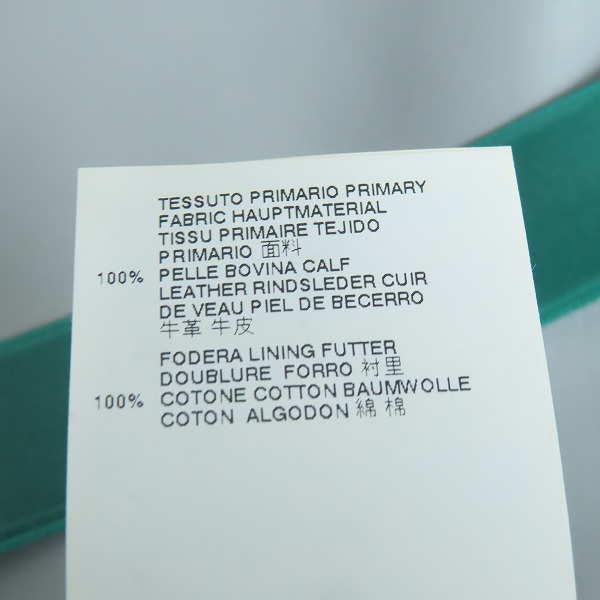 TESSUTO PRIMARIO PRIMARY
FABRIC HAUPTMATERIAL
TISSU PRIMAIRE TEJIDO
PRIMARIO 面料
100% PELLE BOVINA CALF
LEATHER RINDSLEDER CUIR
DE VEAU PIEL DE BECERRO
牛革 牛皮
FODERA LINING FUTTER
DOUBLURE FORRO 衬里
100% COTONE COTTON BAUMWOLLE
COTON ALGODON 綿 棉